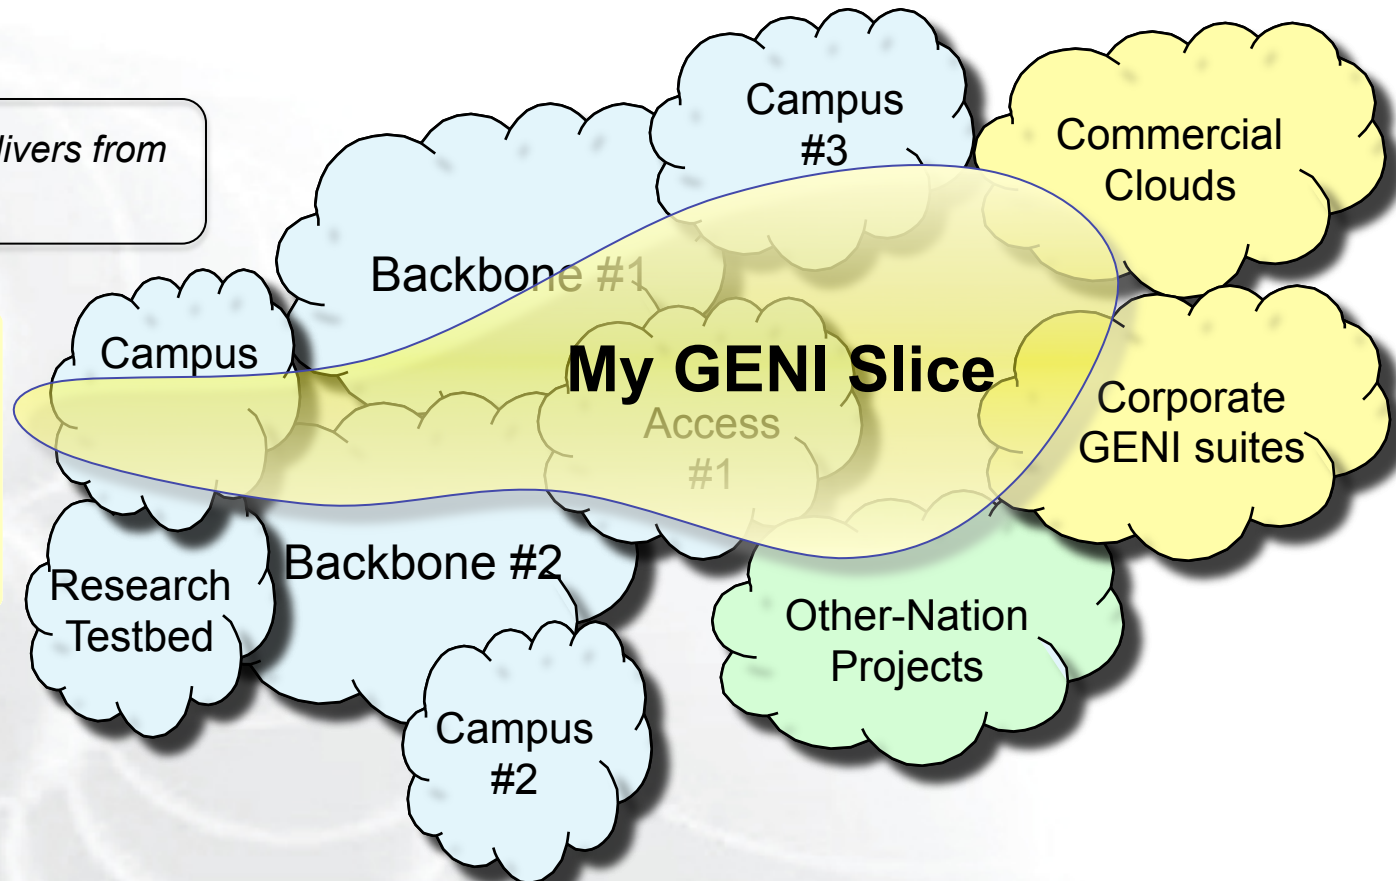 livers from
Campus
#3
Commercial
Clouds
Backbone #1
Campus
My GENI Slice
Access
#1
Corporate
GENI suites
Backbone #2
Research
Testbed
Other-Nation
Projects
Campus
#2